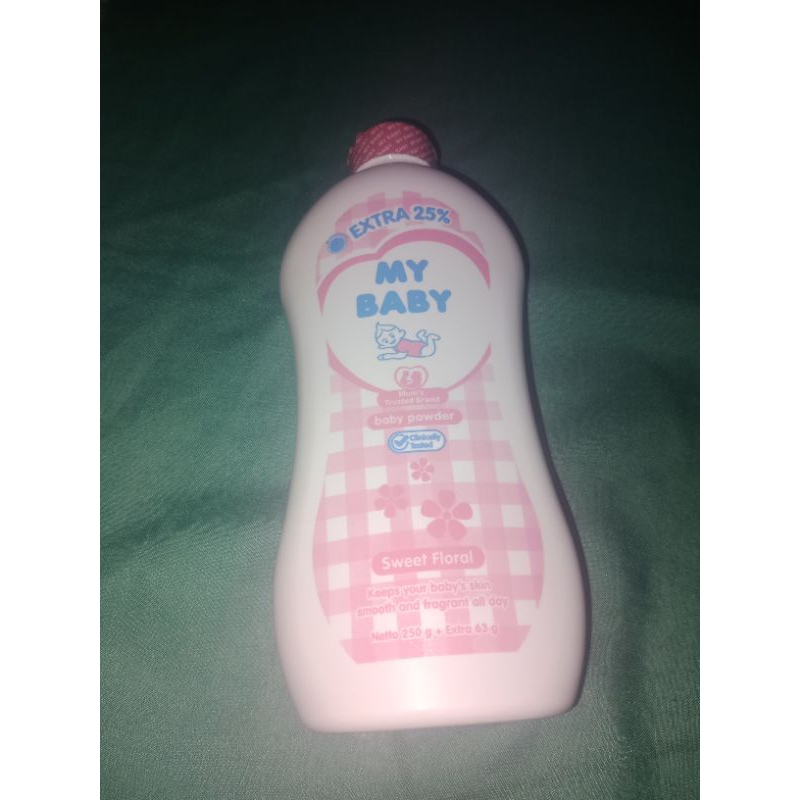 EXTRA 25%
MY
BABY
Mum's
Trusted Brand
baby powder
Clinically
Tested
Sweet Floral
Keeps your baby's skin
smooth and fragrant all day
Netto 250 g + Extra 63 g